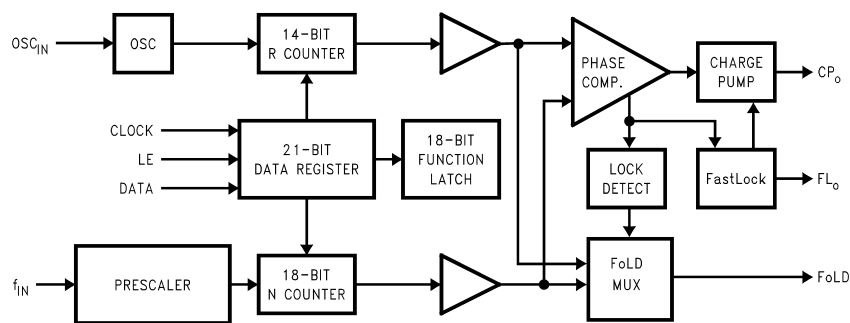 OSC_IN
OSC
14-BIT
R COUNTER
PHASE
COMP.
CHARGE
PUMP
CP_o
CLOCK
LE
DATA
21-BIT
DATA REGISTER
18-BIT
FUNCTION
LATCH
LOCK
DETECT
FastLock
FL_o
f_IN
PRESCALER
18-BIT
N COUNTER
FoLD
MUX
FoLD